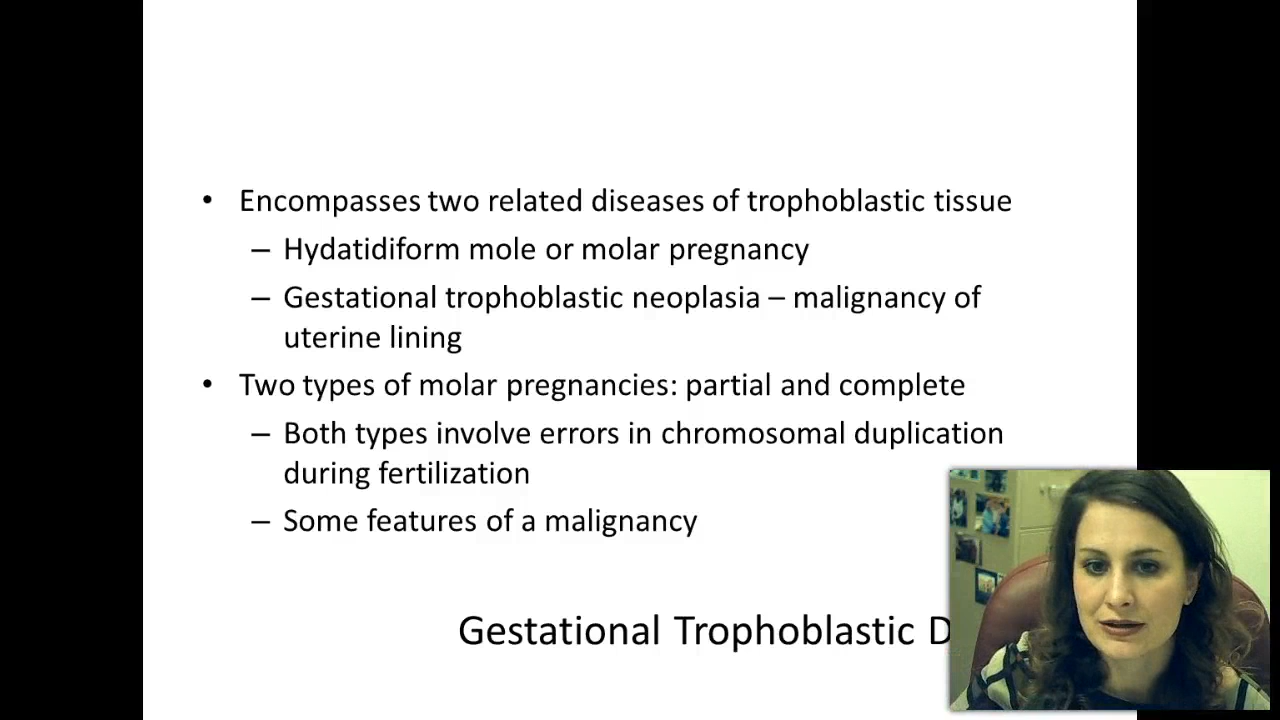 • Encompasses two related diseases of trophoblastic tissue
– Hydatidiform mole or molar pregnancy
– Gestational trophoblastic neoplasia – malignancy of
uterine lining
• Two types of molar pregnancies: partial and complete
– Both types involve errors in chromosomal duplication
during fertilization
– Some features of a malignancy
Gestational Trophoblastic D